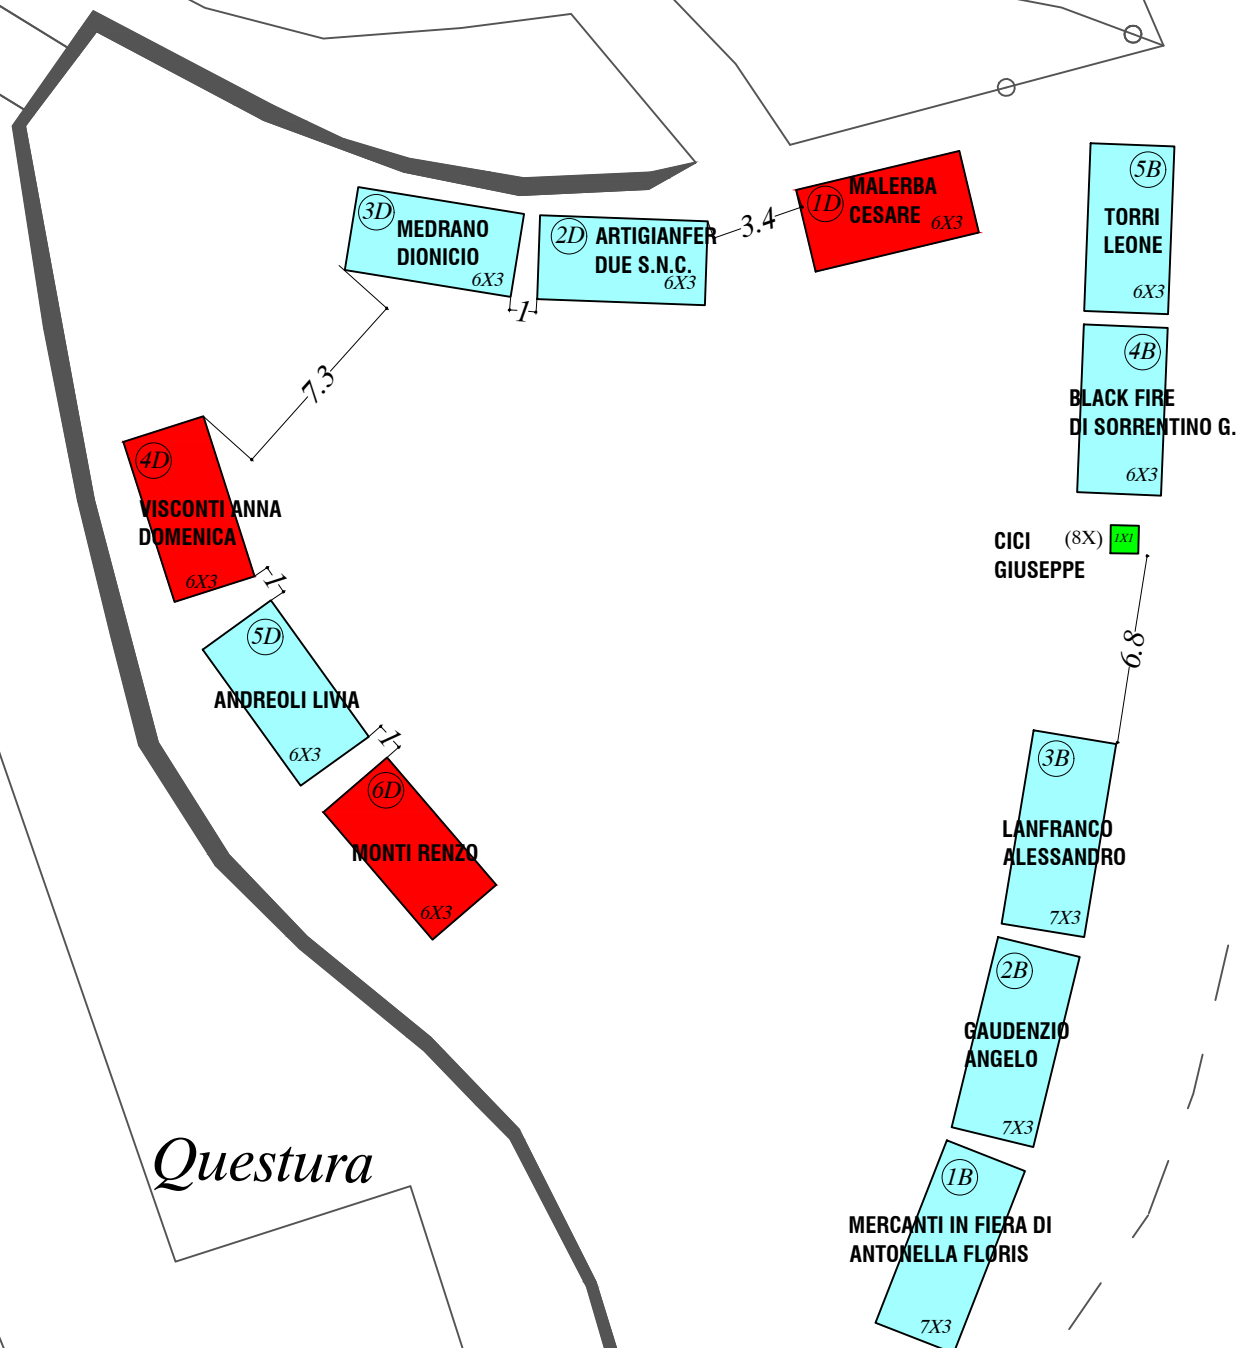 3D
MEDRANO
DIONICIO
6X3
1
2D
ARTIGIANFER
DUE S.N.C.
6X3
3.4
1D
MALERBA
CESARE
6X3
5B
TORRI
LEONE
6X3
4B
BLACK FIRE
DI SORRENTINO G.
6X3
7.3
4D
VISCONTI ANNA
DOMENICA
6X3
1
CICI
GIUSEPPE
(8X)
1X1
6.8
5D
ANDREOLI LIVIA
6X3
1
6D
MONTI RENZO
6X3
3B
LANFRANCO
ALESSANDRO
7X3
2B
GAUDENZIO
ANGELO
7X3
Questura
1B
MERCANTI IN FIERA DI
ANTONELLA FLORIS
7X3